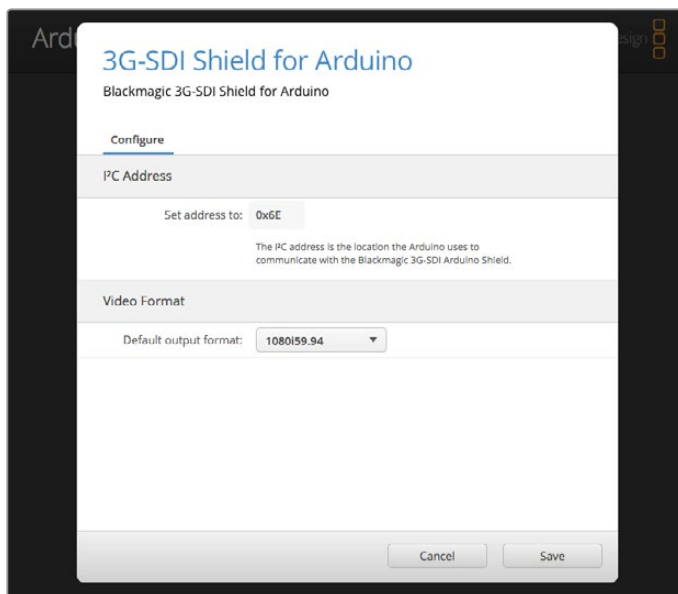 Ardu
esign
3G-SDI Shield for Arduino
Blackmagic 3G-SDI Shield for Arduino
Configure
I²C Address
Set address to: 0x6E
The I²C address is the location the Arduino uses to
communicate with the Blackmagic 3G-SDI Arduino Shield.
Video Format
Default output format: 1080i59.94
Cancel Save